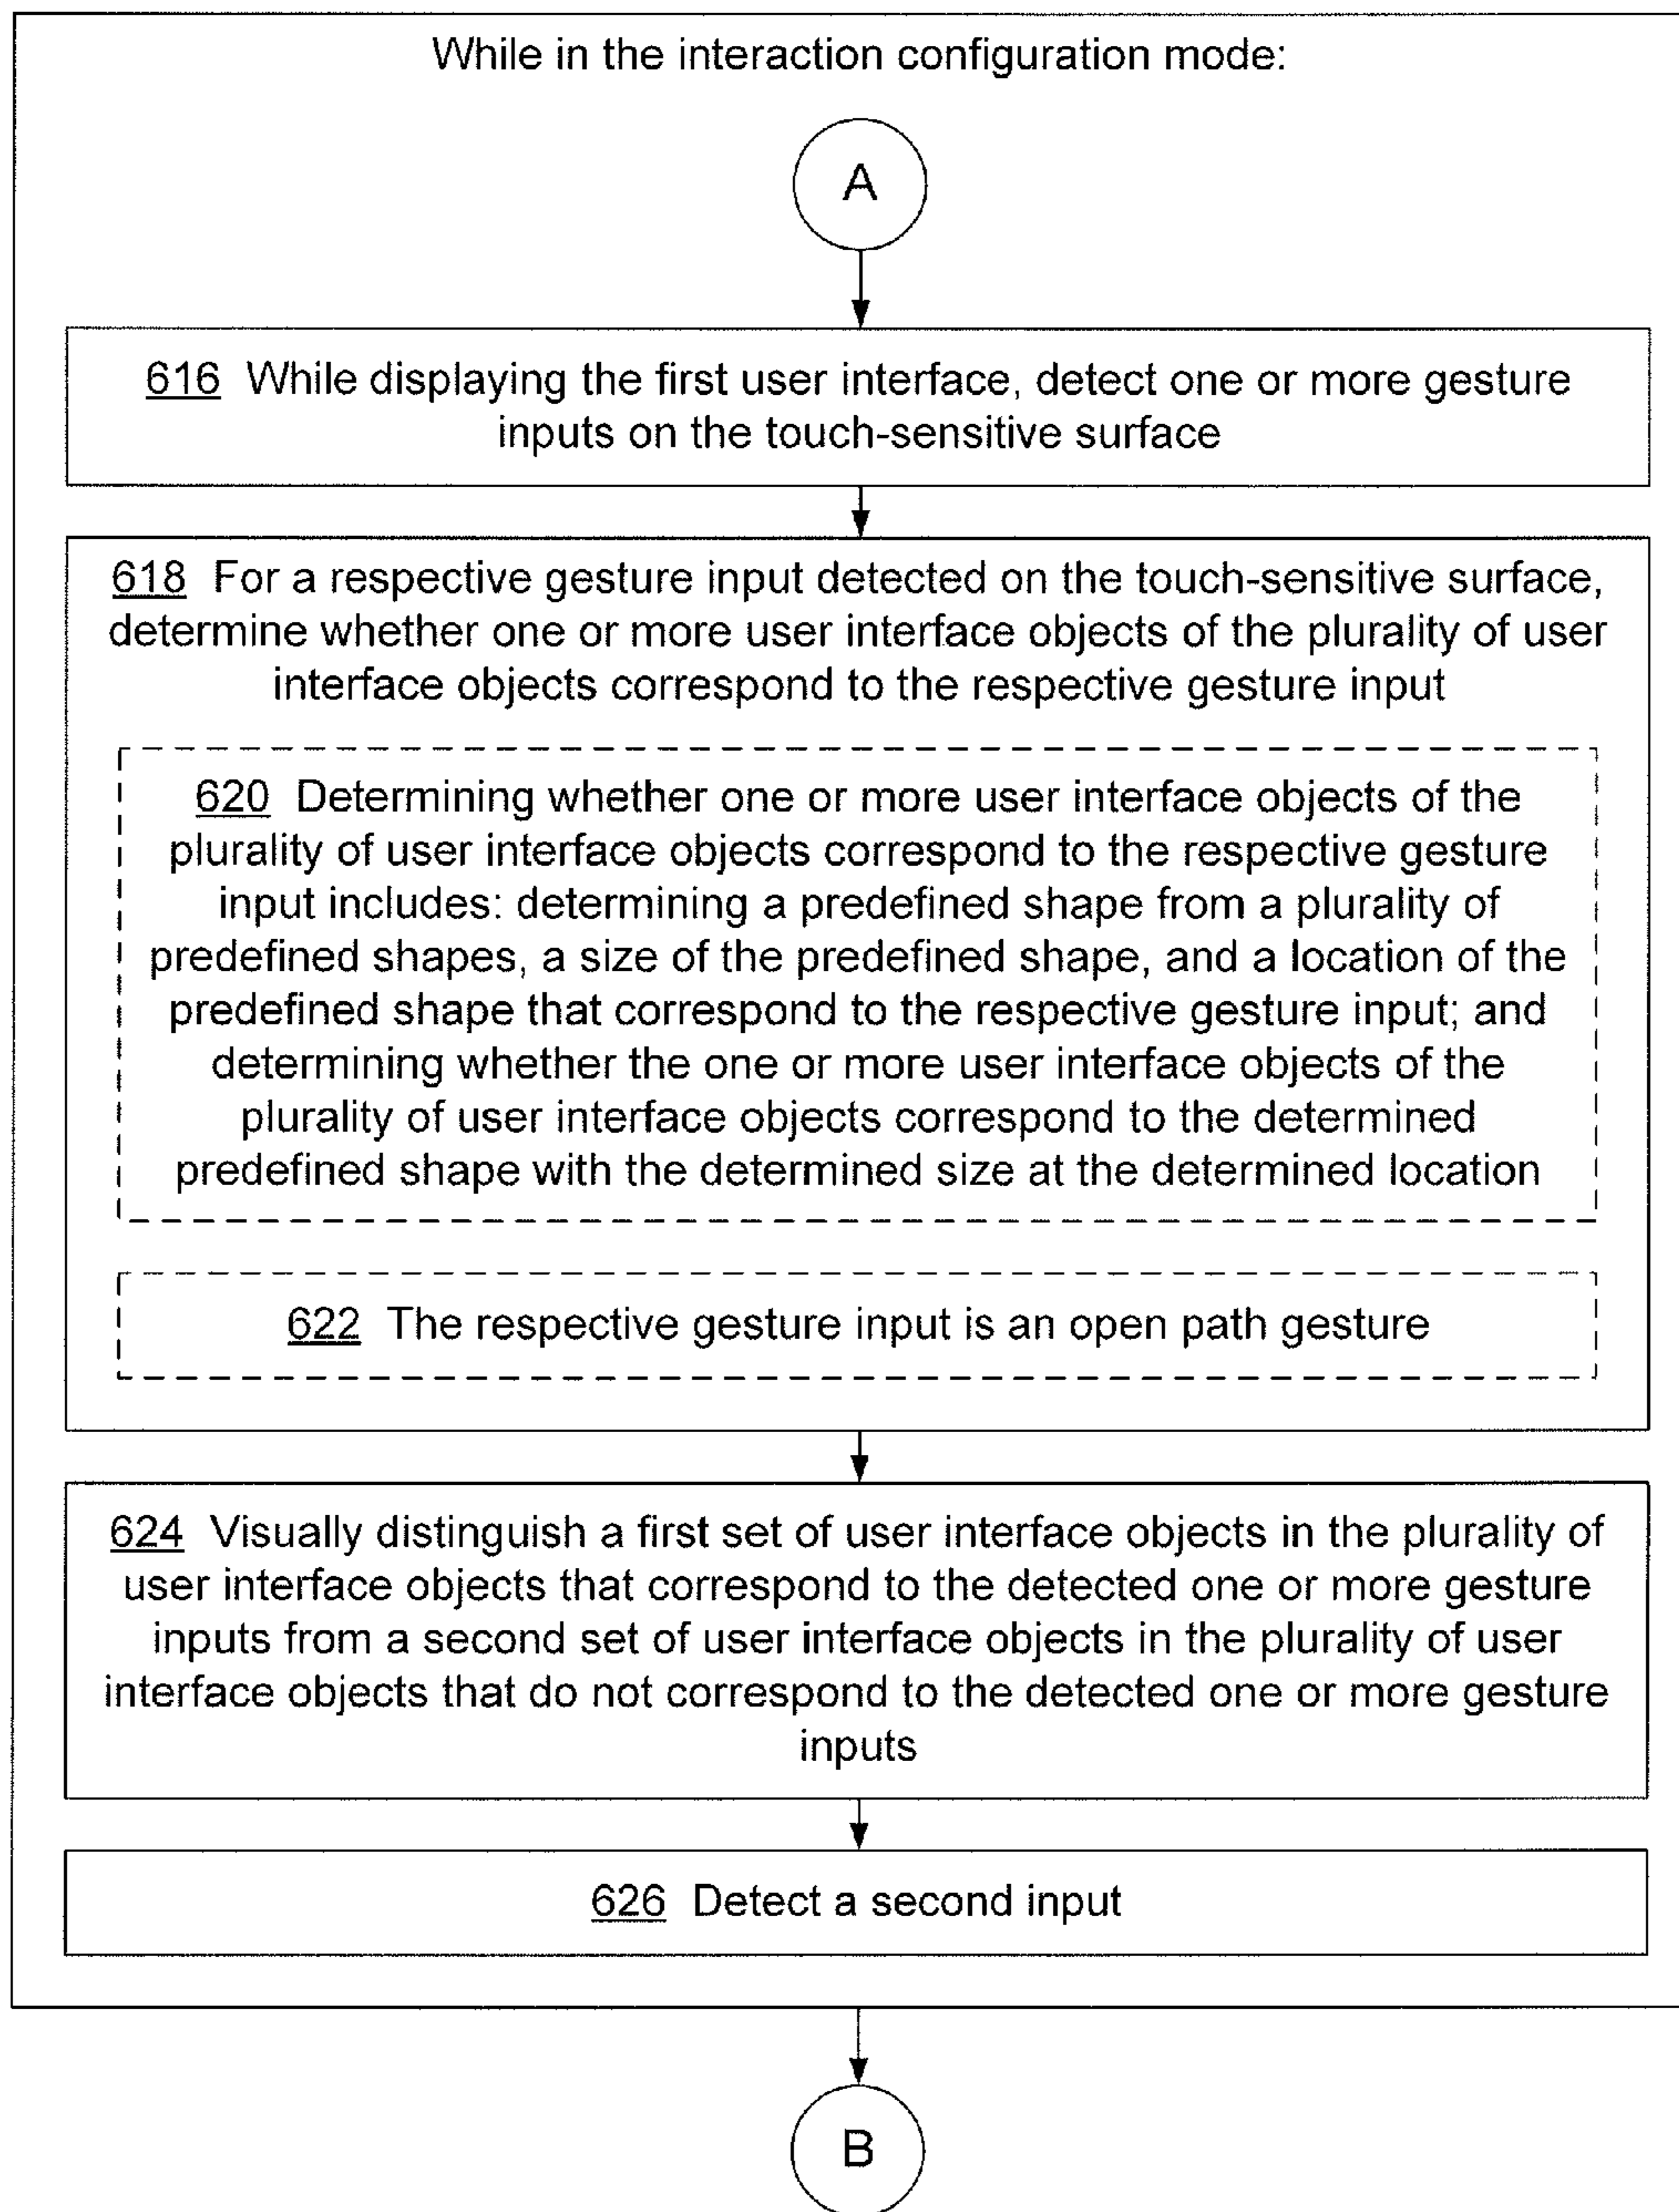 While in the interaction configuration mode:
A
616 While displaying the first user interface, detect one or more gesture
inputs on the touch-sensitive surface
618 For a respective gesture input detected on the touch-sensitive surface,
determine whether one or more user interface objects of the plurality of user
interface objects correspond to the respective gesture input
620 Determining whether one or more user interface objects of the
plurality of user interface objects correspond to the respective gesture
input includes: determining a predefined shape from a plurality of
predefined shapes, a size of the predefined shape, and a location of the
predefined shape that correspond to the respective gesture input; and
determining whether the one or more user interface objects of the
plurality of user interface objects correspond to the determined
predefined shape with the determined size at the determined location
622 The respective gesture input is an open path gesture
624 Visually distinguish a first set of user interface objects in the plurality of
user interface objects that correspond to the detected one or more gesture
inputs from a second set of user interface objects in the plurality of user
interface objects that do not correspond to the detected one or more gesture
inputs
626 Detect a second input
B